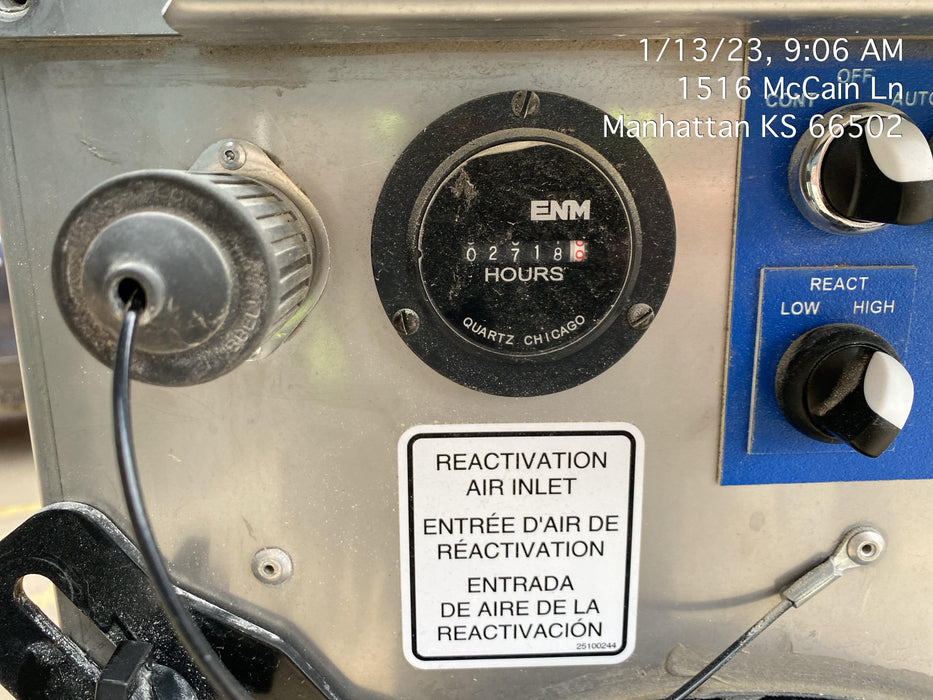 1/13/23, 9:06 AM
1516 McCain Ln
Manhattan KS 66502
OFF
CONT AUTO
ENM
02718
HOURS
QUARTZ CHICAGO
REACT
LOW HIGH
REACTIVATION
AIR INLET
ENTRÉE D'AIR DE
RÉACTIVATION
ENTRADA
DE AIRE DE LA
REACTIVACIÓN
25100244